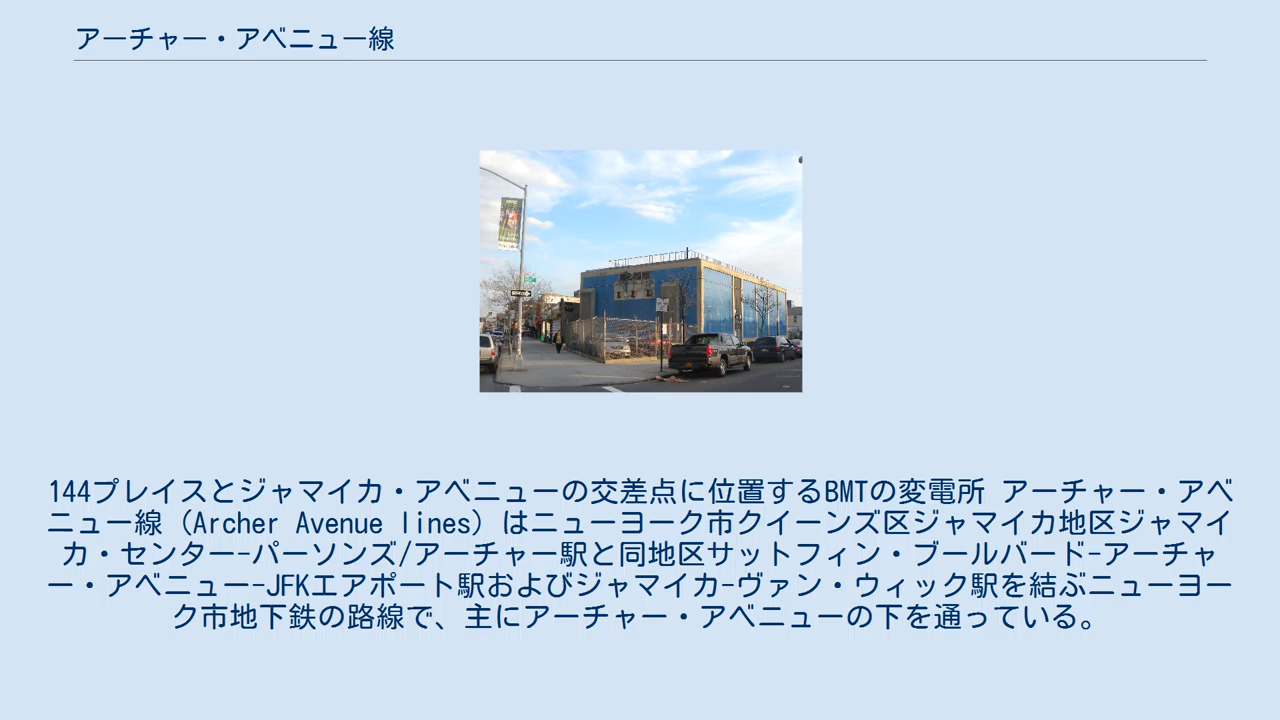 アーチャー・アベニュー線
144プレイスとジャマイカ・アベニューの交差点に位置するBMTの変電所 アーチャー・アベ
ニュー線（Archer Avenue lines）はニューヨーク市クイーンズ区ジャマイカ地区ジャマイ
カ・センター-パーソンズ/アーチャー駅と同地区サットフィン・ブールバード-アーチャ
ー・アベニュー-JFKエアポート駅およびジャマイカ-ヴァン・ウィック駅を結ぶニューヨー
ク市地下鉄の路線で、主にアーチャー・アベニューの下を通っている。